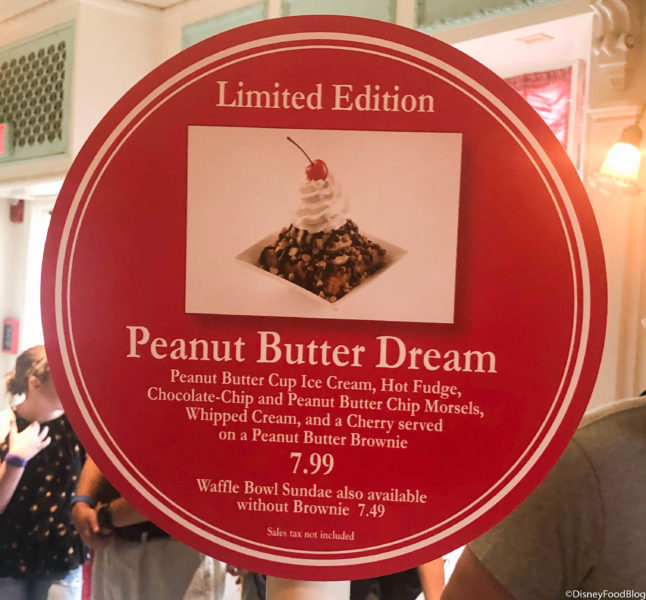 Limited Edition
Peanut Butter Dream
Peanut Butter Cup Ice Cream, Hot Fudge,
Chocolate-Chip and Peanut Butter Chip Morsels,
Whipped Cream, and a Cherry served
on a Peanut Butter Brownie
7.99
Waffle Bowl Sundae also available
without Brownie 7.49
Sales tax not included
©DisneyFoodBlog